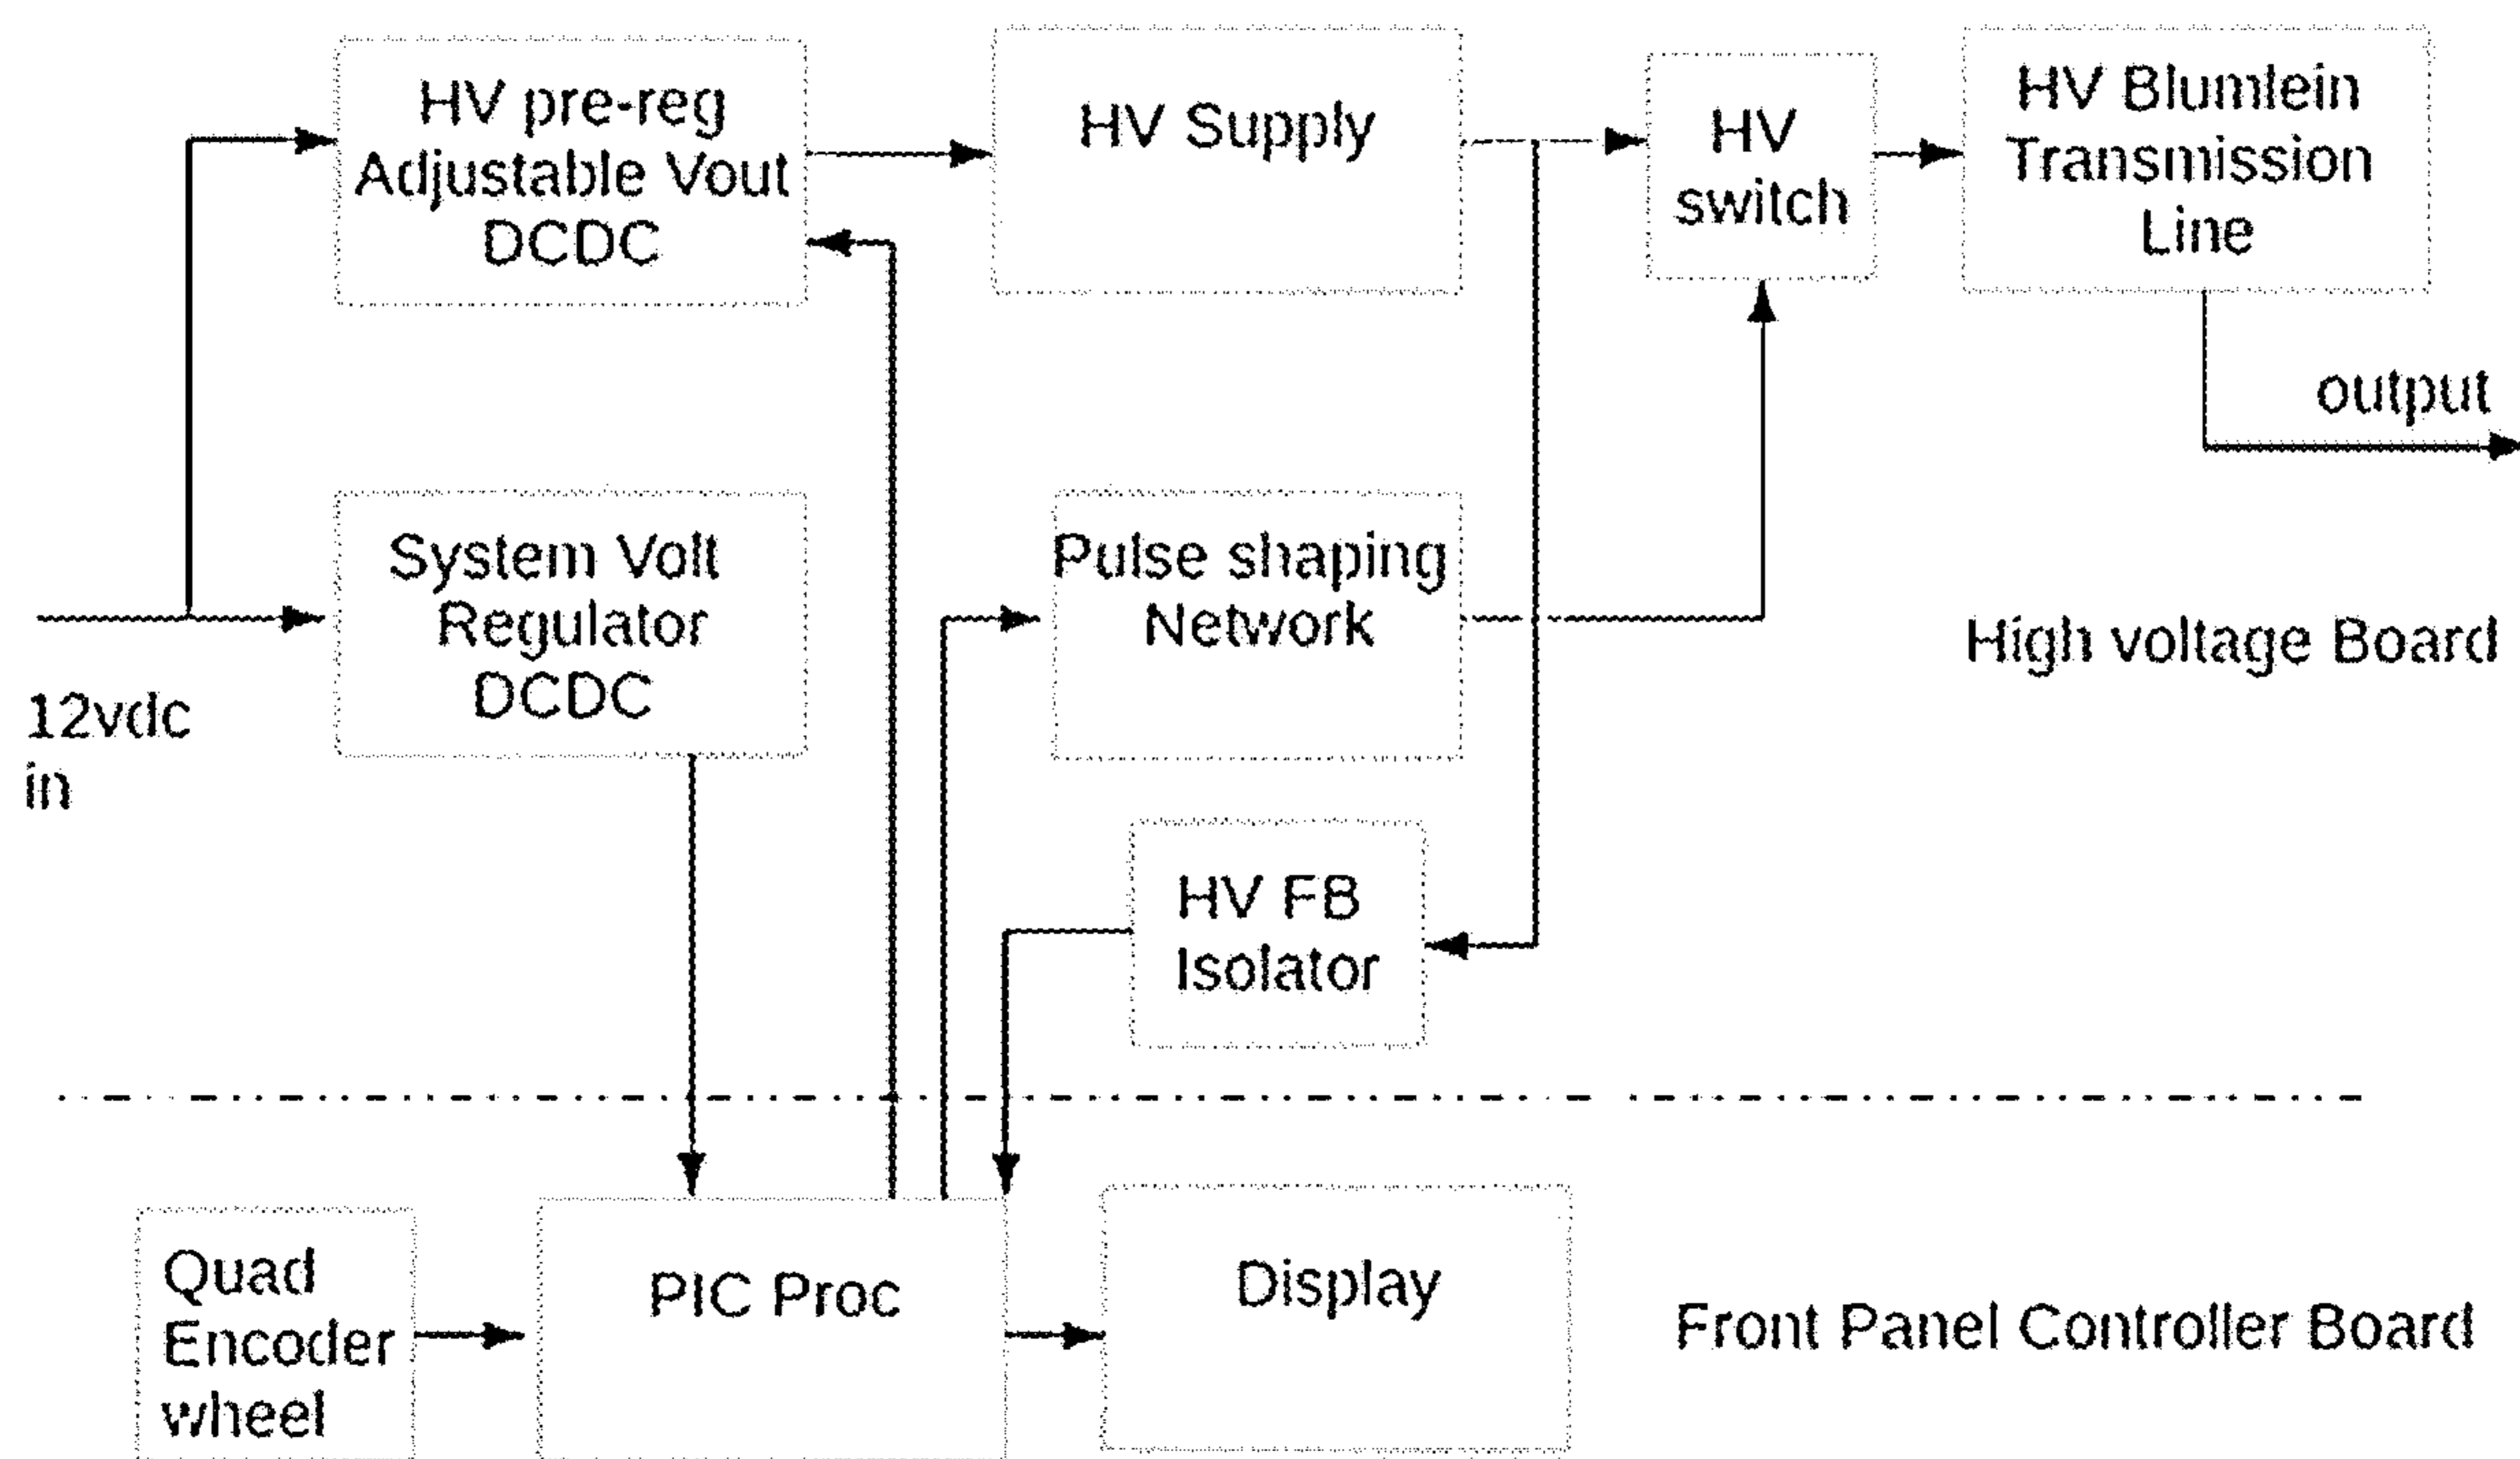 HV pre-reg
Adjustable Vout
DCDC
HV Supply
HV
switch
HV Blumlein
Transmission
Line
output
System Volt
Regulator
DCDC
Pulse shaping
Network
High voltage Board
12vdc
in
HV FB
Isolator
Quad
Encoder
wheel
PIC Proc
Display
Front Panel Controller Board